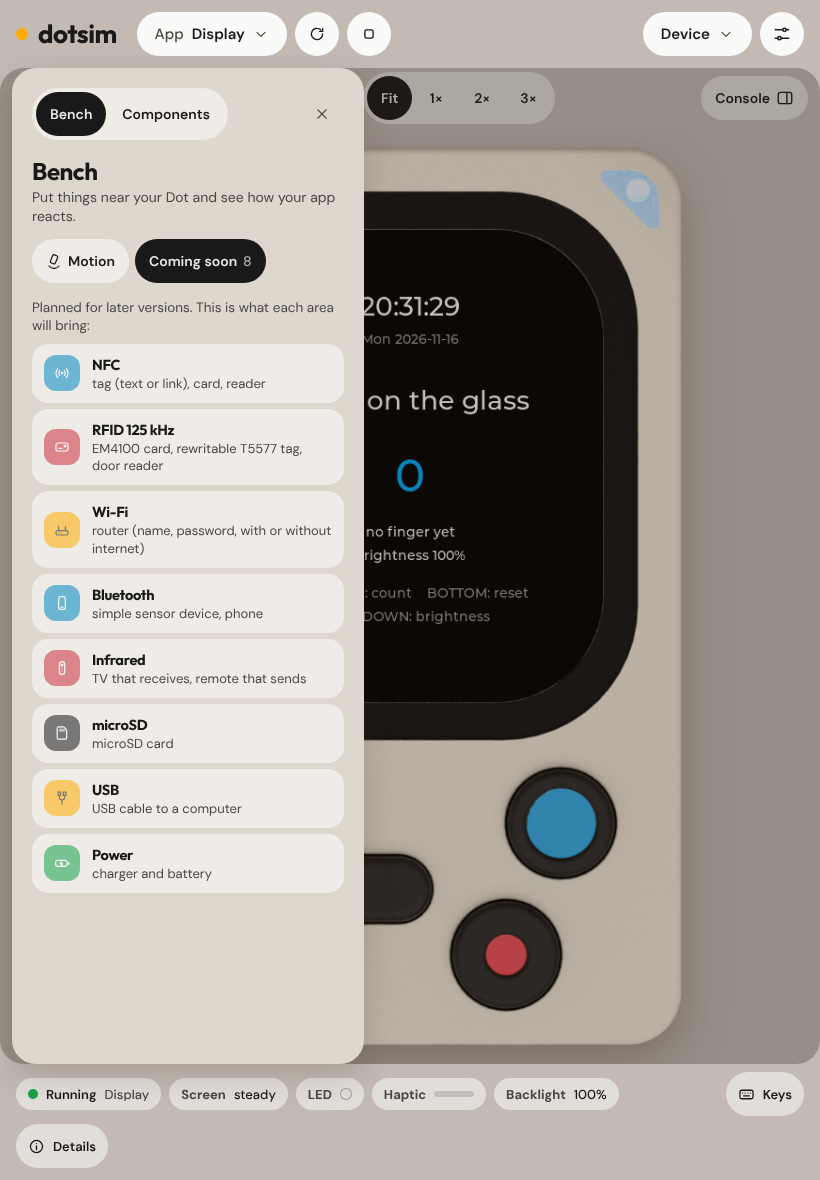 dotsim
App Display
Device
Bench
Components
Fit
1×
2×
3×
Console
Bench
Put things near your Dot and see how your app
reacts.
Motion
Coming soon 8
Planned for later versions. This is what each area
will bring:
NFC
tag (text or link), card, reader
RFID 125 kHz
EM4100 card, rewritable T5577 tag,
door reader
Wi-Fi
router (name, password, with or without
internet)
Bluetooth
simple sensor device, phone
Infrared
TV that receives, remote that sends
microSD
microSD card
USB
USB cable to a computer
Power
charger and battery
20:31:29
Mon 2026-11-16
on the glass
0
no finger yet
rightness 100%
: count BOTTOM: reset
DOWN: brightness
Running Display
Screen steady
LED
Haptic
Backlight 100%
Keys
Details